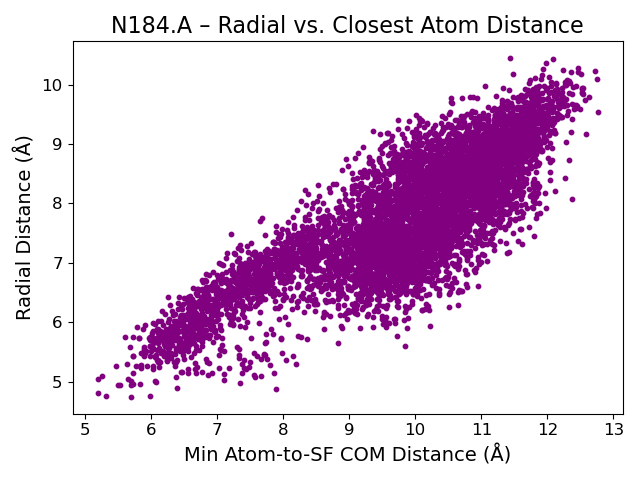 N184.A – Radial vs. Closest Atom Distance
Radial Distance (Å)
10
9
8
7
6
5
5 6 7 8 9 10 11 12 13
Min Atom-to-SF COM Distance (Å)